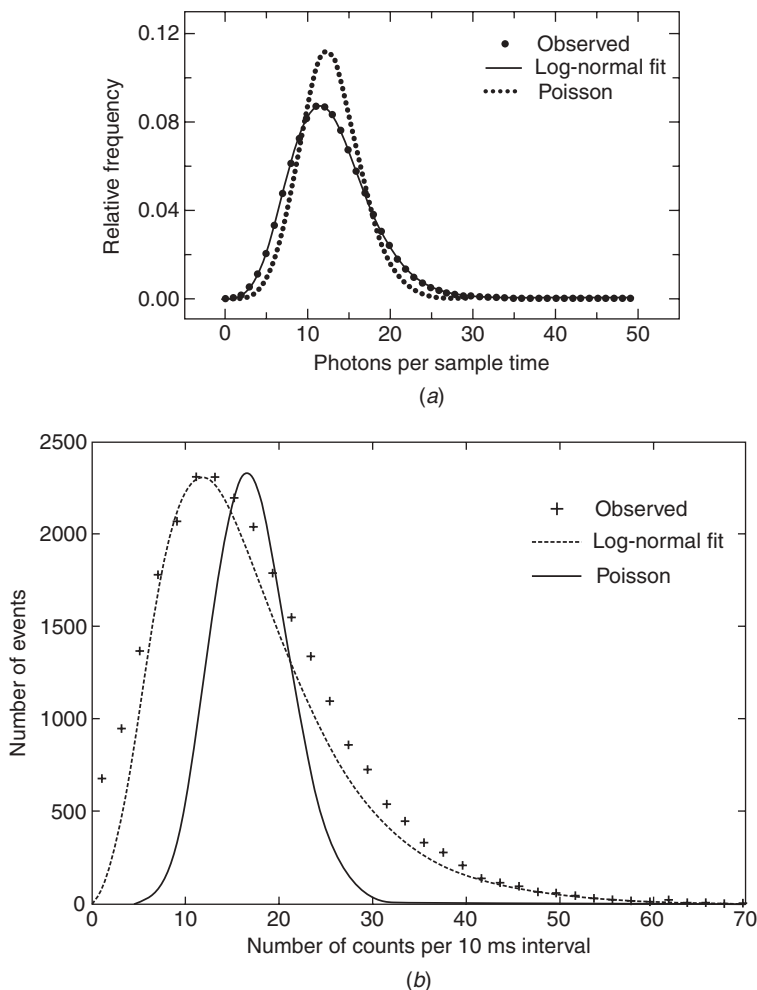 0.12
0.08
0.04
0.00
Relative frequency
Observed
Log-normal fit
Poisson
0 10 20 30 40 50
Photons per sample time
(a)
2500
2000
1500
1000
500
0
Number of events
Observed
Log-normal fit
Poisson
0 10 20 30 40 50 60 70
Number of counts per 10 ms interval
(b)